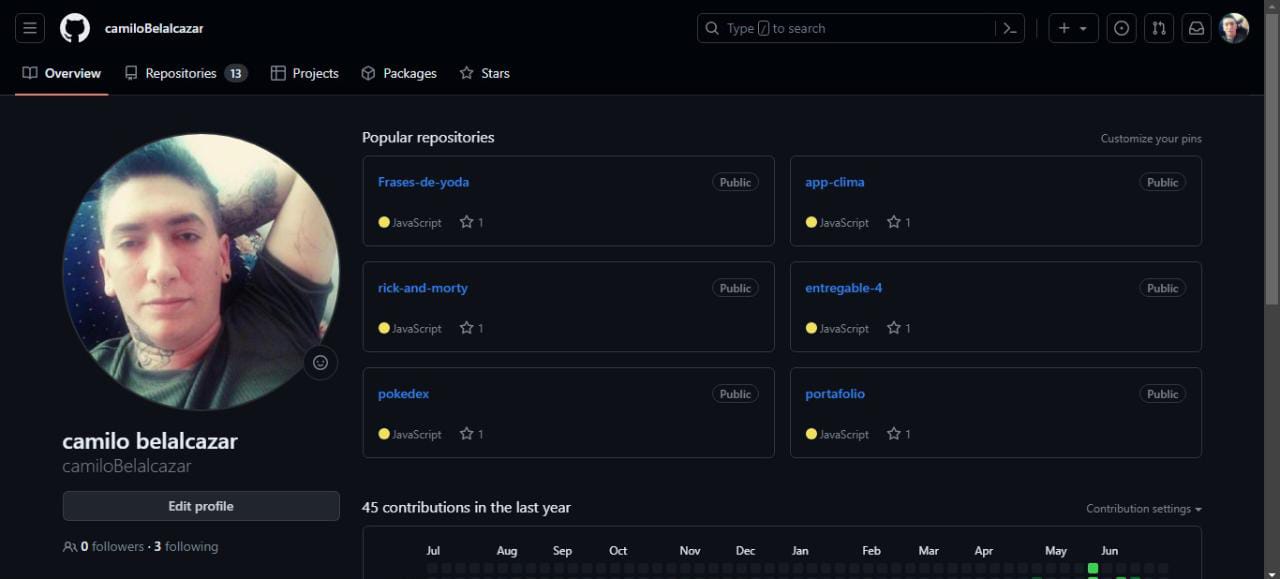 camiloBelalcazar
Type / to search
Overview Repositories 13 Projects Packages Stars
Popular repositories Customize your pins
Frases-de-yoda Public
JavaScript 1
app-clima Public
JavaScript 1
rick-and-morty Public
JavaScript 1
entregable-4 Public
JavaScript 1
pokedex Public
JavaScript 1
portafolio Public
JavaScript 1
camilo belalcazar
camiloBelalcazar
Edit profile
0 followers · 3 following
45 contributions in the last year Contribution settings
Jul Aug Sep Oct Nov Dec Jan Feb Mar Apr May Jun